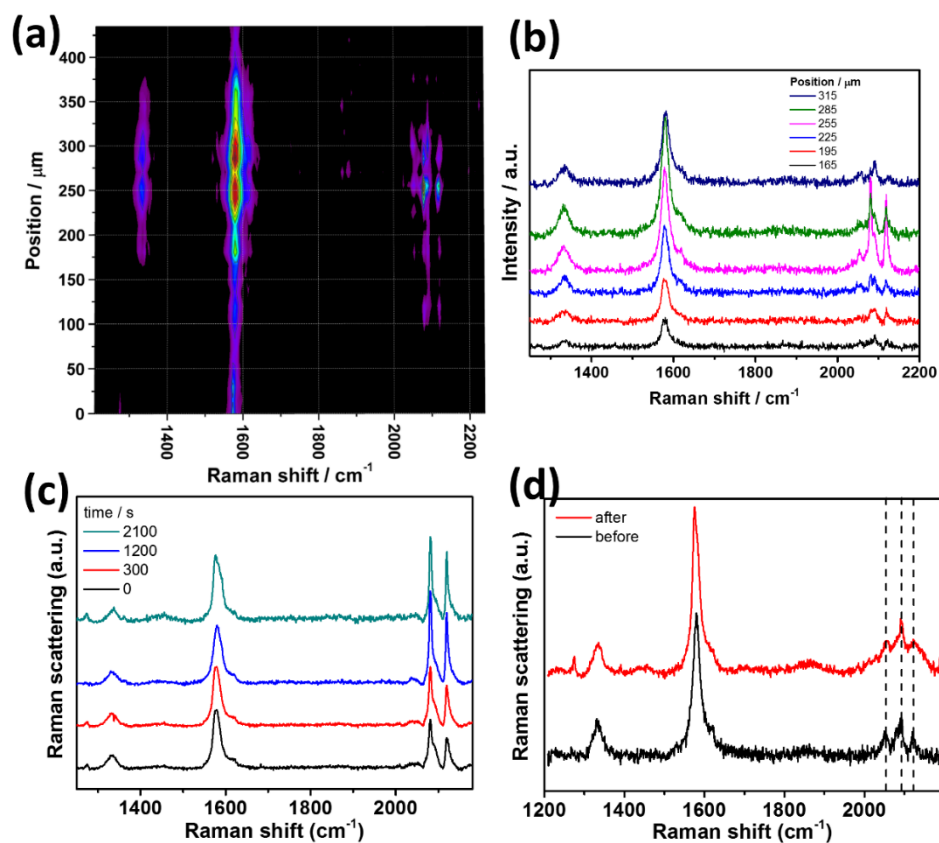 (a)
400
350
300
250
200
150
100
50
0
Position / μm
1400
1600
1800
2000
2200
Raman shift / cm-1
(b)
Position / μm
315
285
255
225
195
165
Intensity / a.u.
1400 1600 1800 2000 2200
Raman shift / cm-1
(c)
time / s
2100
1200
300
0
Raman scattering (a.u.)
1400 1600 1800 2000
Raman shift (cm-1)
(d)
after
before
Raman scattering (a.u.)
1200 1400 1600 1800 2000
Raman shift (cm-1)